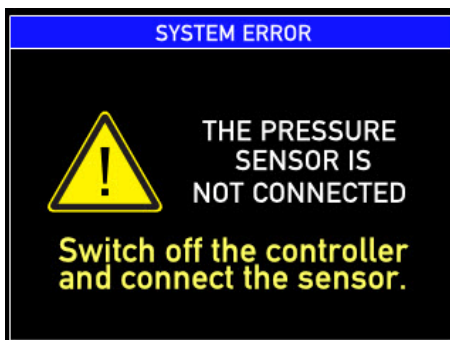 SYSTEM ERROR
!
THE PRESSURE
SENSOR IS
NOT CONNECTED
Switch off the controller
and connect the sensor.